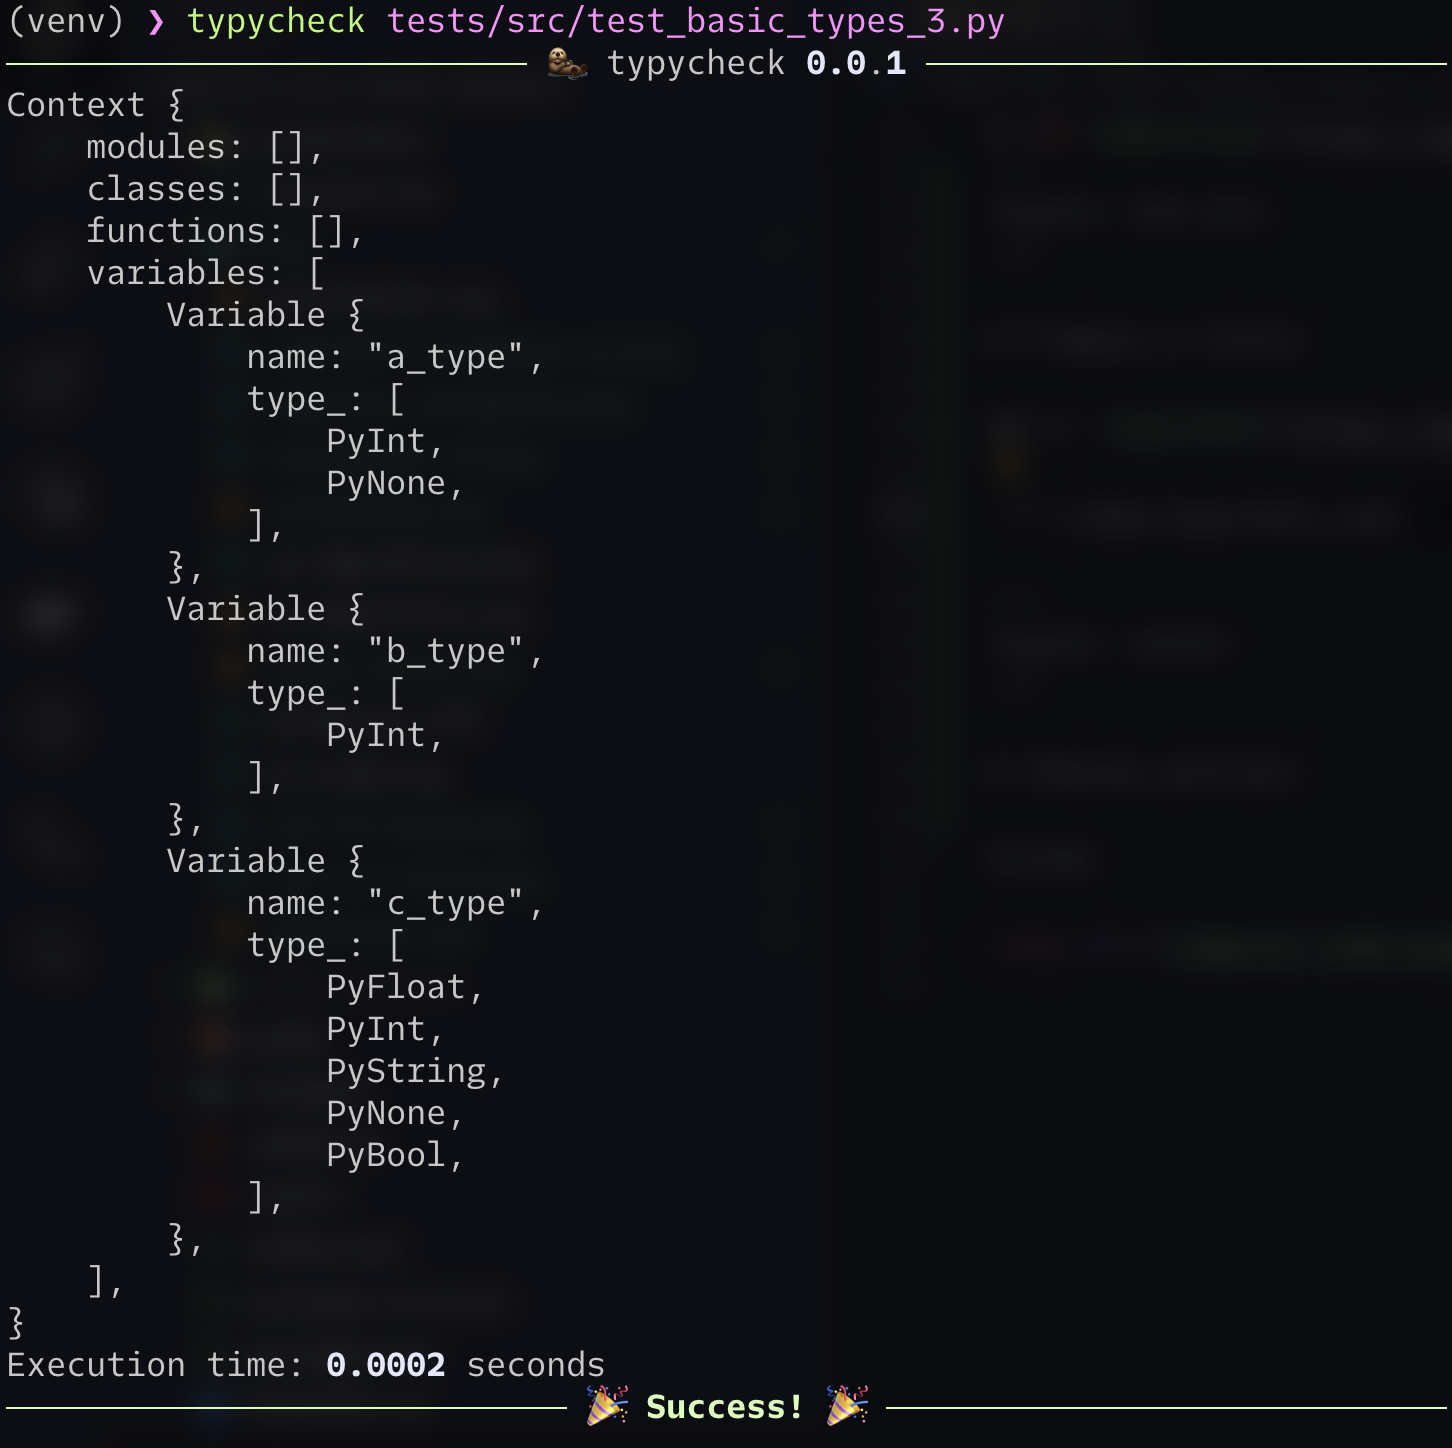 (venv) ❯ typycheck tests/src/test_basic_types_3.py
🦦 typycheck 0.0.1
Context {
    modules: [],
    classes: [],
    functions: [],
    variables: [
        Variable {
            name: "a_type",
            type_: [
                PyInt,
                PyNone,
            ],
        },
        Variable {
            name: "b_type",
            type_: [
                PyInt,
            ],
        },
        Variable {
            name: "c_type",
            type_: [
                PyFloat,
                PyInt,
                PyString,
                PyNone,
                PyBool,
            ],
        },
    ],
}
Execution time: 0.0002 seconds
🎉 Success! 🎉